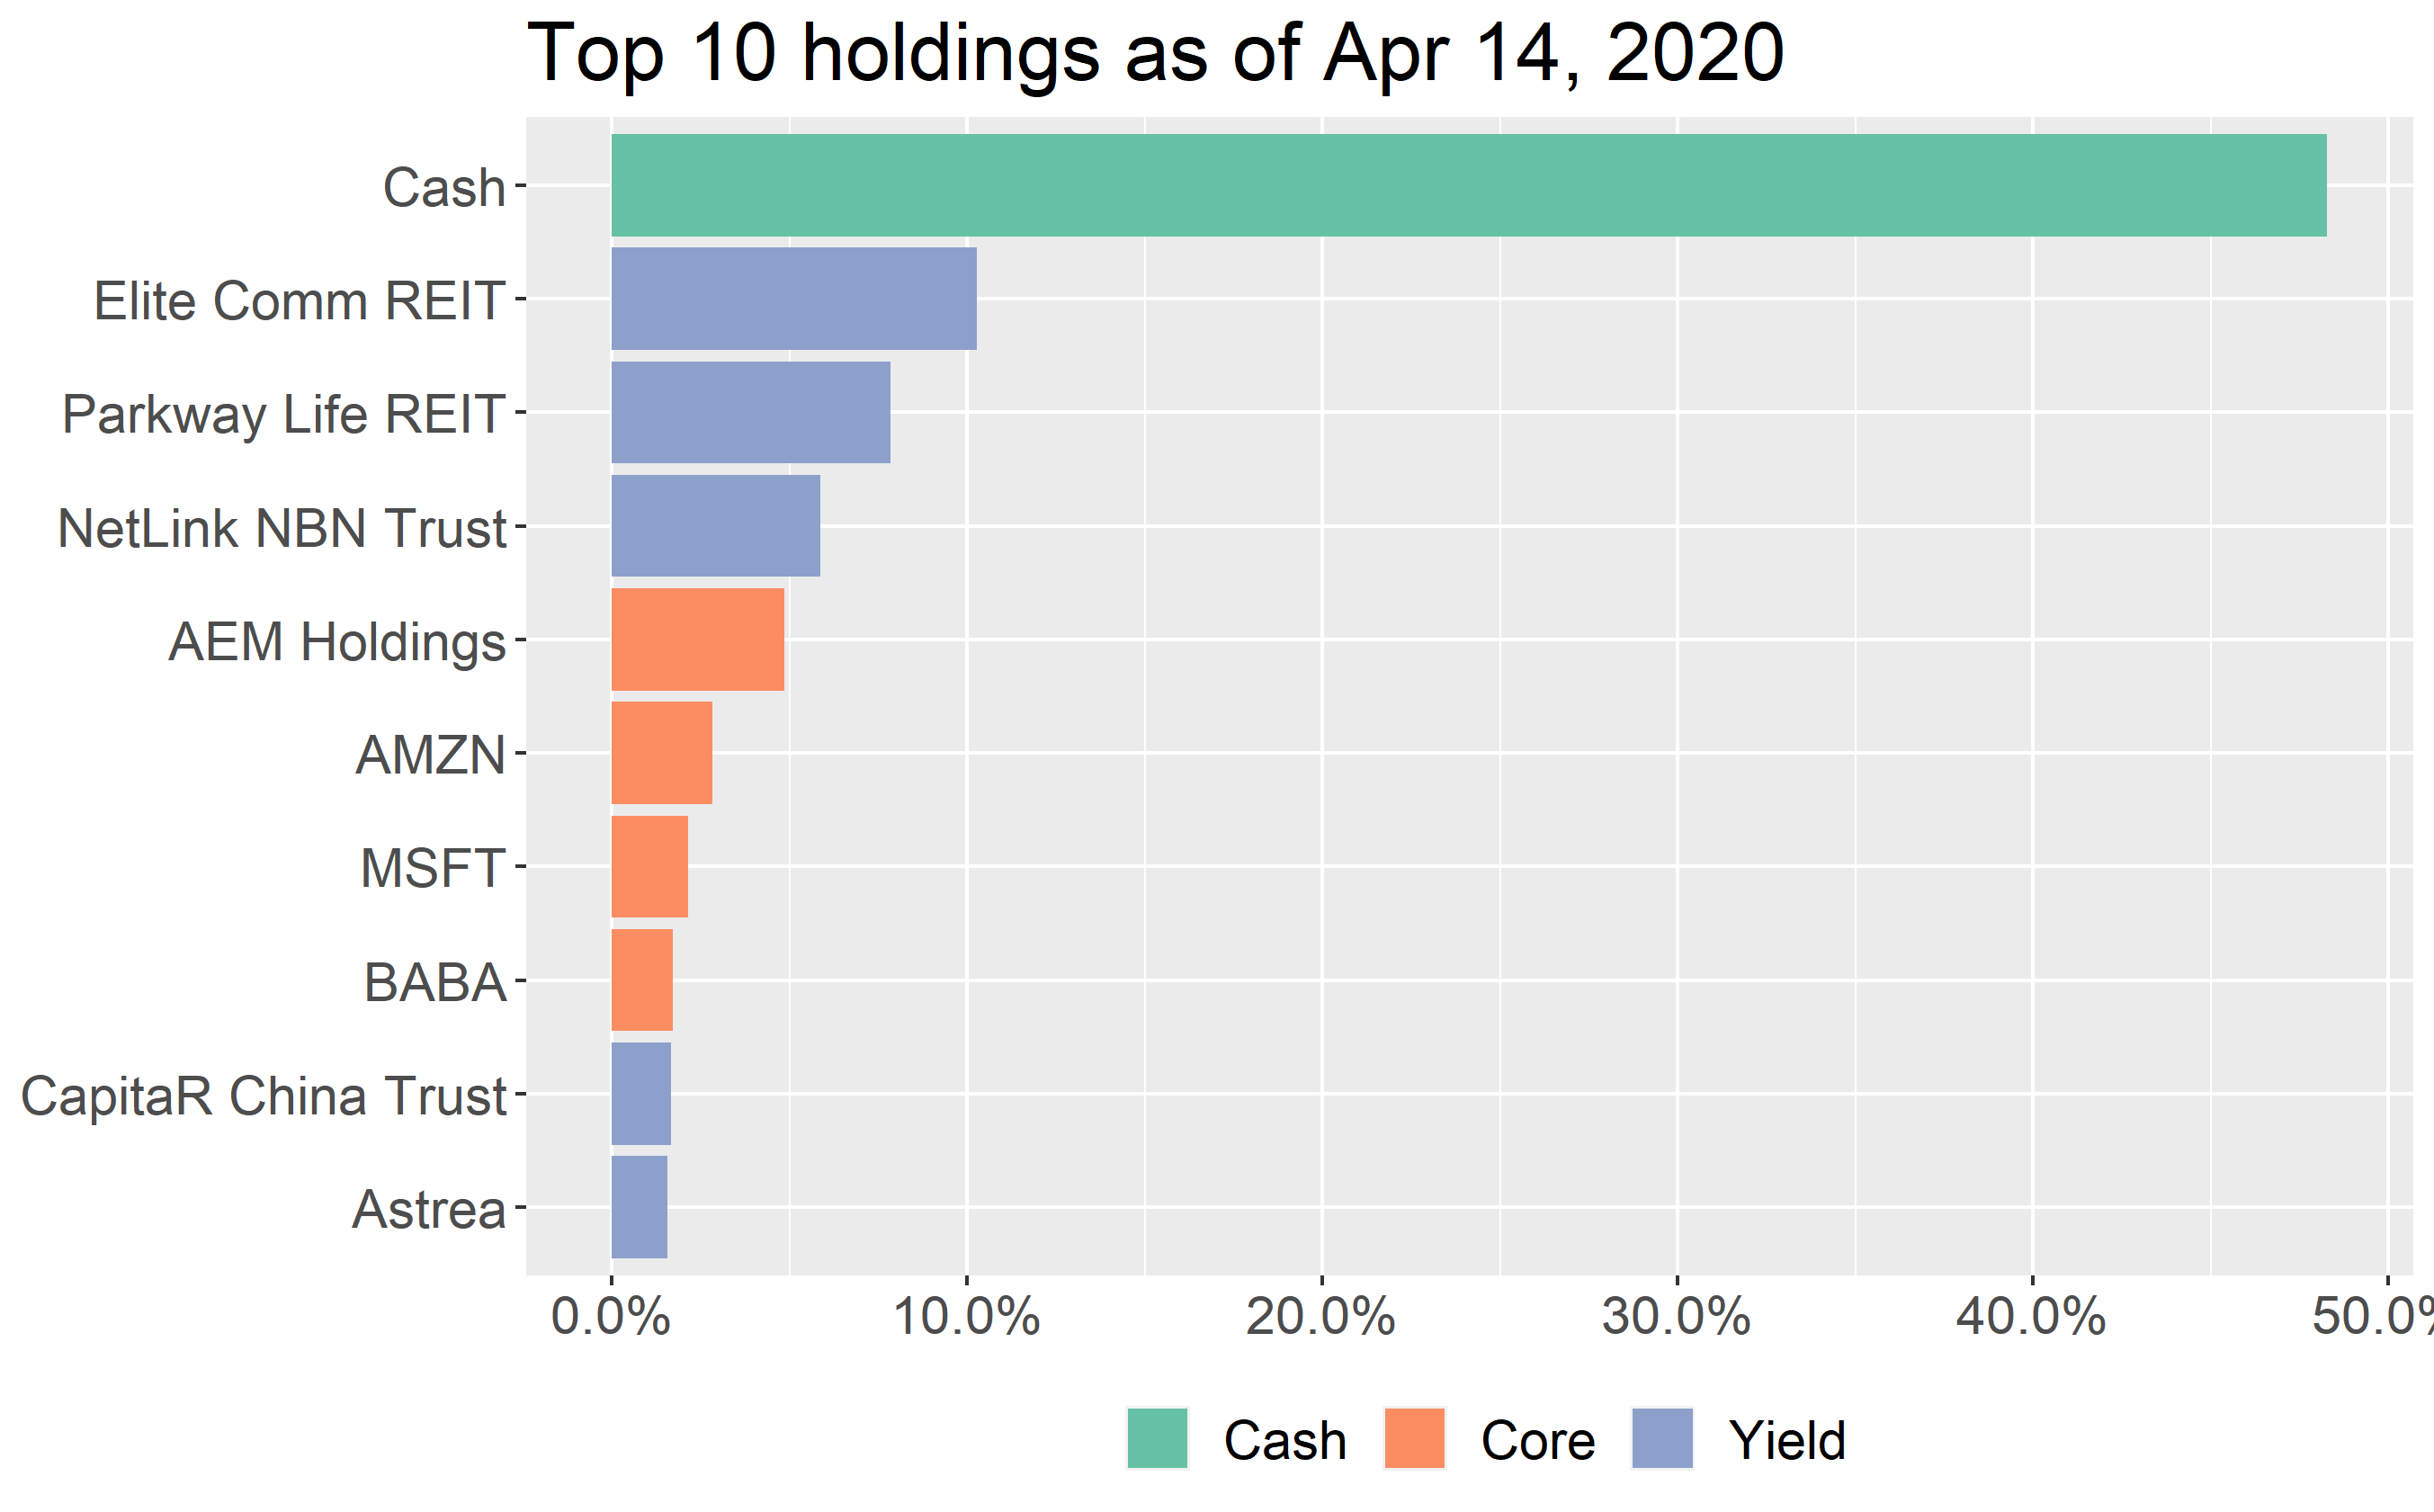 Top 10 holdings as of Apr 14, 2020
Cash
Elite Comm REIT
Parkway Life REIT
NetLink NBN Trust
AEM Holdings
AMZN
MSFT
BABA
CapitaR China Trust
Astrea
0.0% 10.0% 20.0% 30.0% 40.0% 50.0%
Cash Core Yield